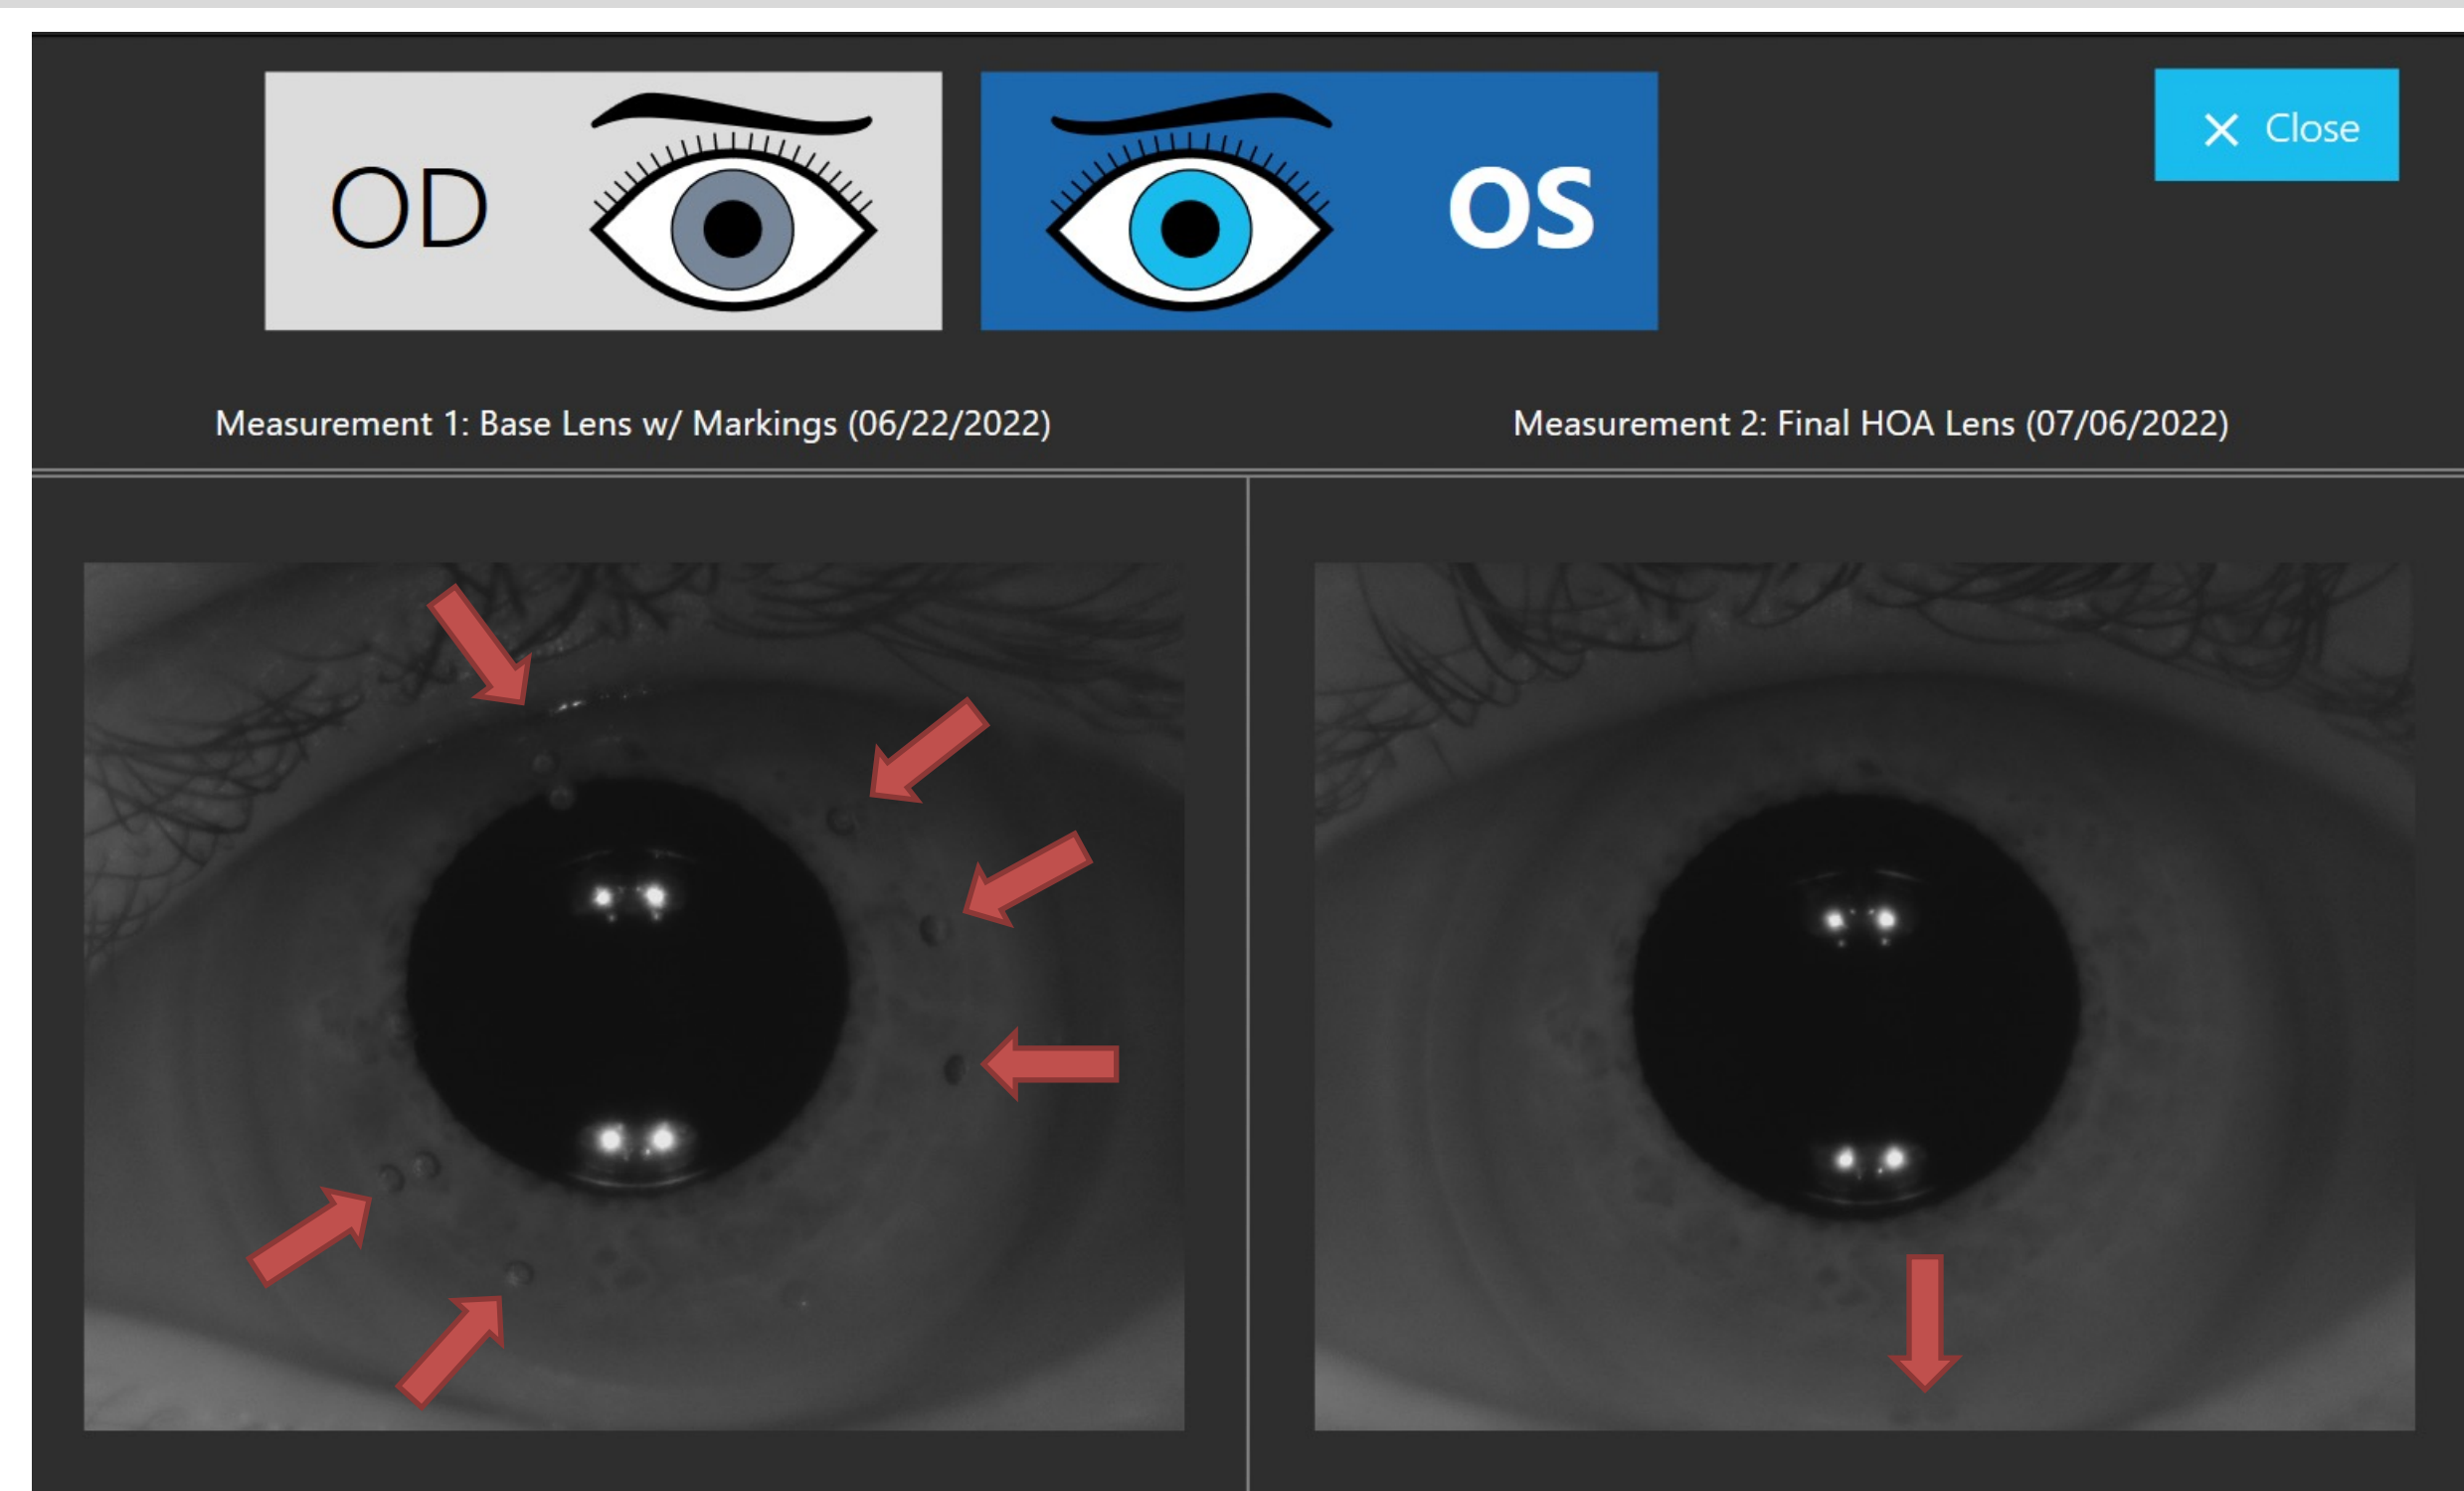 OD
OS
Close
Measurement 1: Base Lens w/ Markings (06/22/2022)
Measurement 2: Final HOA Lens (07/06/2022)